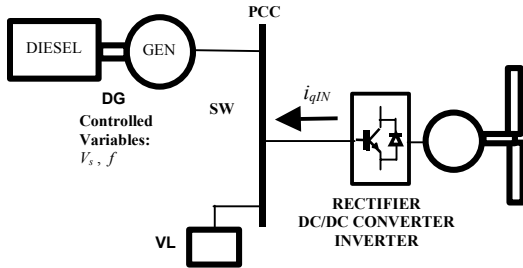 PCC
DIESEL
GEN
DG
Controlled
Variables:
Vs , f
SW
iqIN
VL
RECTIFIER
DC/DC CONVERTER
INVERTER